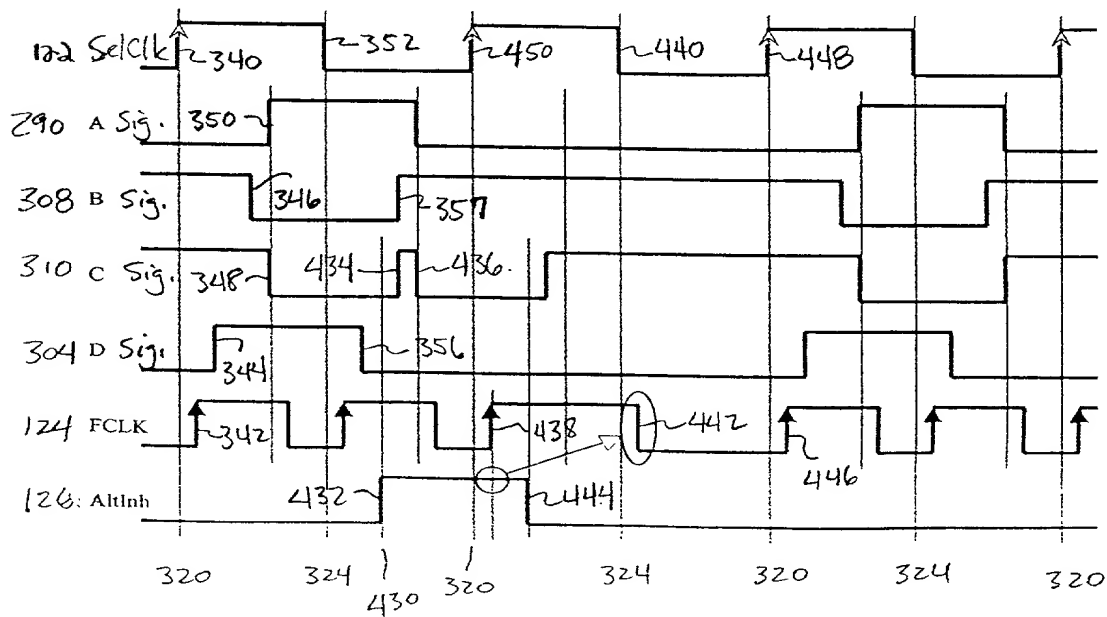 122 SelClk 340 352 450 440 448
290 A Sig. 350
308 B Sig. 346 357
310 C Sig. 348 434 436.
304 D Sig. 344 356
124 FCLK 342 438 442 446
126: AltInh 432 444
320 324 430 320 324 320 324 320